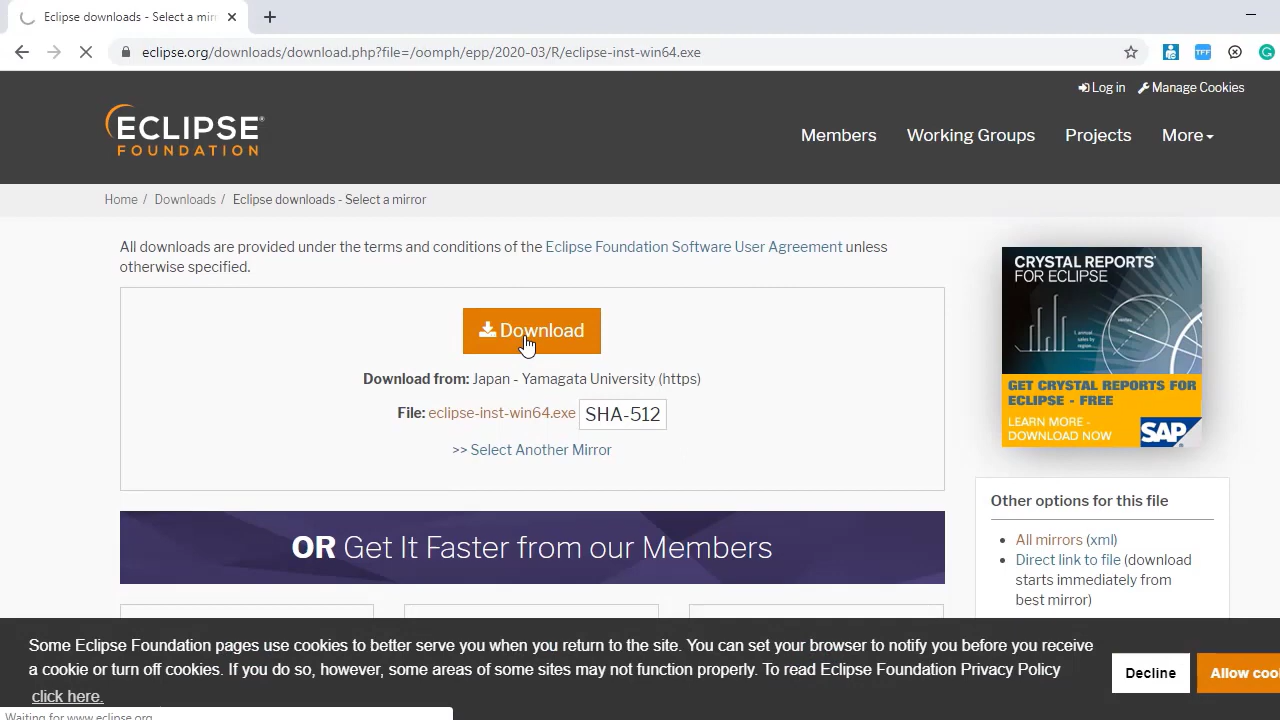 Eclipse downloads - Select a mirr
eclipse.org/downloads/download.php?file=/oomph/epp/2020-03/R/eclipse-inst-win64.exe
TFF
Log in
Manage Cookies
ECLIPSE®
FOUNDATION
Members
Working Groups
Projects
More
Home / Downloads / Eclipse downloads - Select a mirror
All downloads are provided under the terms and conditions of the Eclipse Foundation Software User Agreement unless
otherwise specified.
Download
Download from: Japan - Yamagata University (https)
File: eclipse-inst-win64.exe SHA-512
>> Select Another Mirror
OR Get It Faster from our Members
CRYSTAL REPORTS®
FOR ECLIPSE
GET CRYSTAL REPORTS FOR
ECLIPSE - FREE
LEARN MORE -
DOWNLOAD NOW
SAP
Other options for this file
All mirrors (xml)
Direct link to file (download
starts immediately from
best mirror)
Some Eclipse Foundation pages use cookies to better serve you when you return to the site. You can set your browser to notify you before you receive
a cookie or turn off cookies. If you do so, however, some areas of some sites may not function properly. To read Eclipse Foundation Privacy Policy
click here.
Decline
Allow coo
Waiting for www.eclipse.org